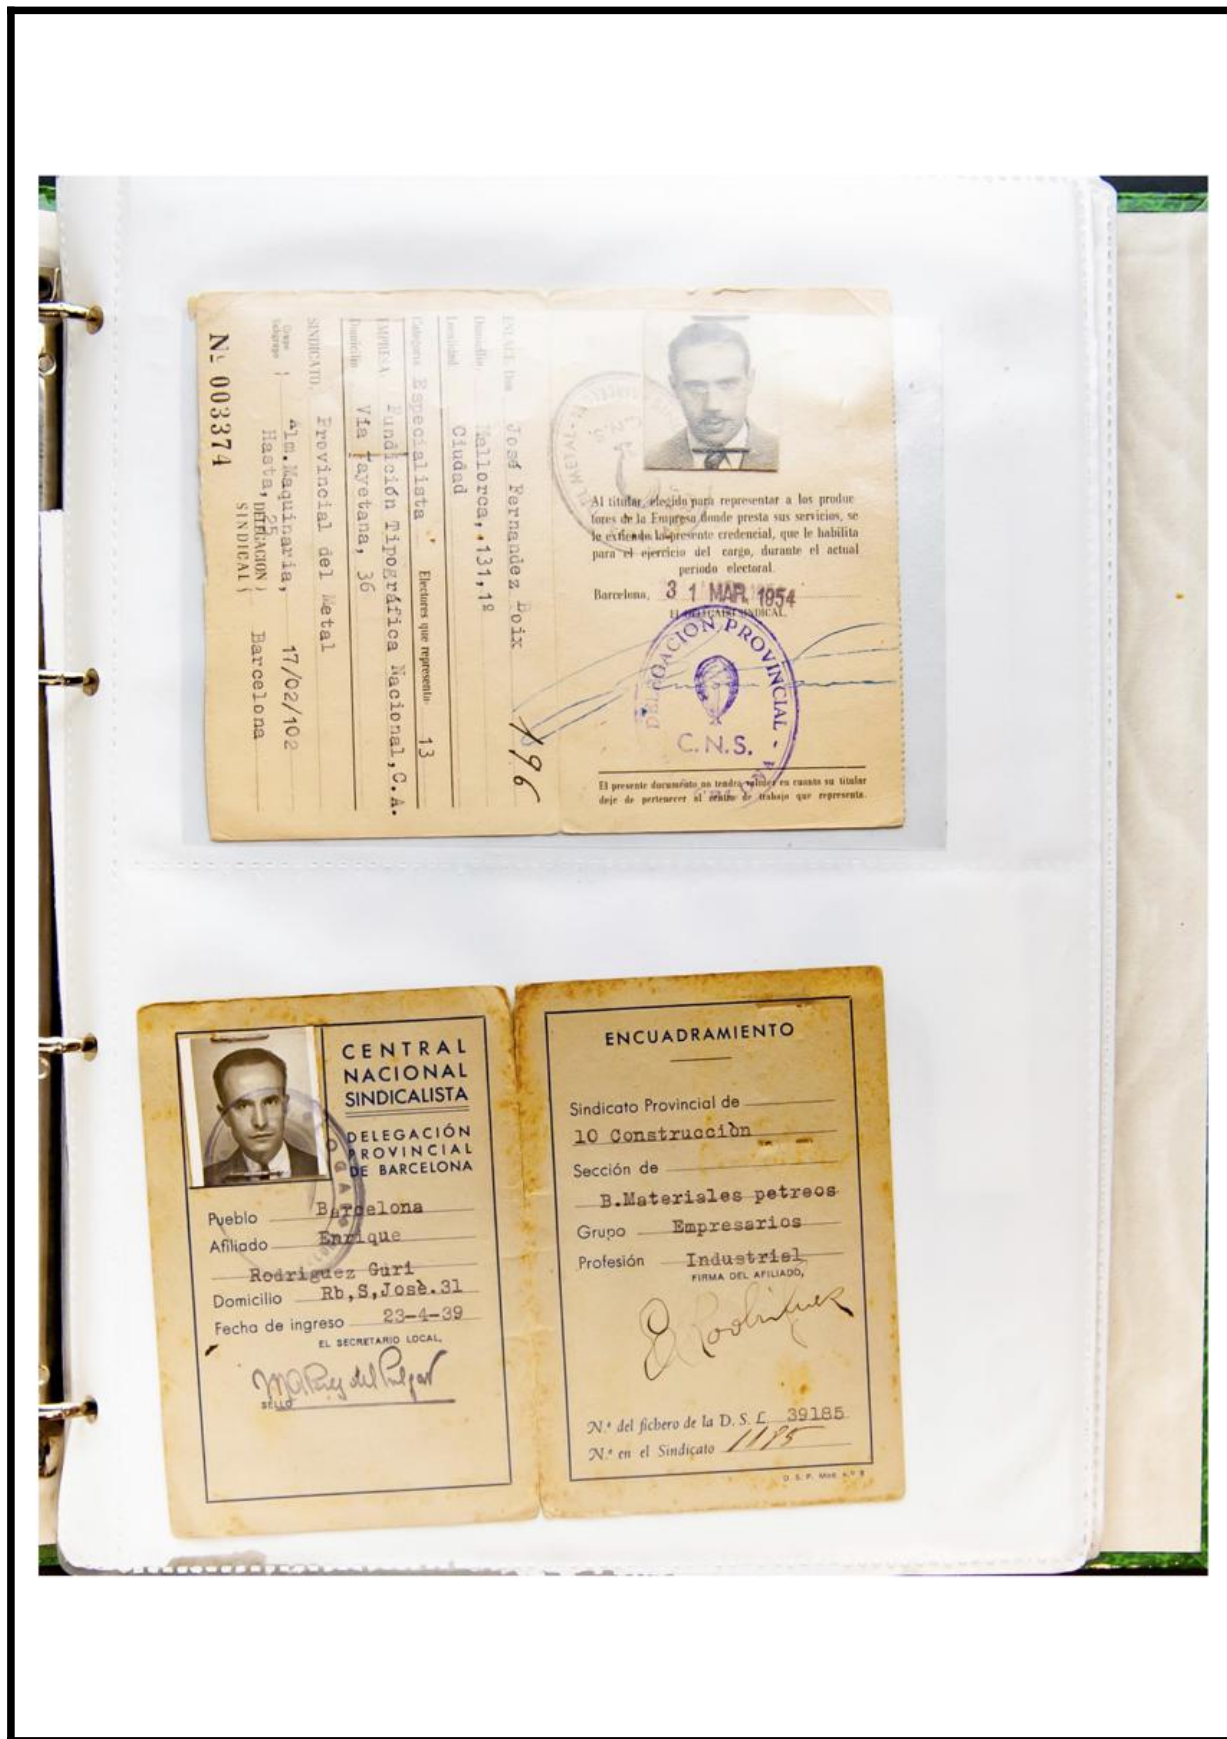 ENLACE, Don José Fernandez Boix
Domicilio Mallorca, 131, 1º
Localidad Ciudad
Categoría Especialista Electores que representa 13
EMPRESA, Fundición Tipográfica Nacional, C.A.
Domicilio Vía Layetana, 36
SINDICATO, Provincial del Metal
Grupo
Subgrupo
Alm. Maquinaria, 17/02/102
Hasta, 25
DELEGACION
SINDICAL
Barcelona
Nº 003374
196
Al titular, elegido para representar a los produc
tores de la Empresa donde presta sus servicios, se
le extiende la presente credencial, que le habilita
para el ejercicio del cargo, durante el actual
periodo electoral.
Barcelona, 31 MAR. 1954
EL DELEGADO SINDICAL,
DELEGACION PROVINCIAL
C.N.S.
El presente documento no tendrá validez en cuanto su titular
deje de pertenecer al centro de trabajo que representa.
CENTRAL
NACIONAL
SINDICALISTA
DELEGACIÓN
PROVINCIAL
DE BARCELONA
Pueblo Barcelona
Afiliado Enrique
Rodriguez Guri
Domicilio Rb,S,Josè.31
Fecha de ingreso 23-4-39
EL SECRETARIO LOCAL,
SELLO
ENCUADRAMIENTO
Sindicato Provincial de
10 Construcciòn
Sección de
B.Materiales petreos
Grupo Empresarios
Profesión Industrial
FIRMA DEL AFILIADO,
E Rodriguez
N.º del fichero de la D. S. L. 39185
N.º en el Sindicato 1195